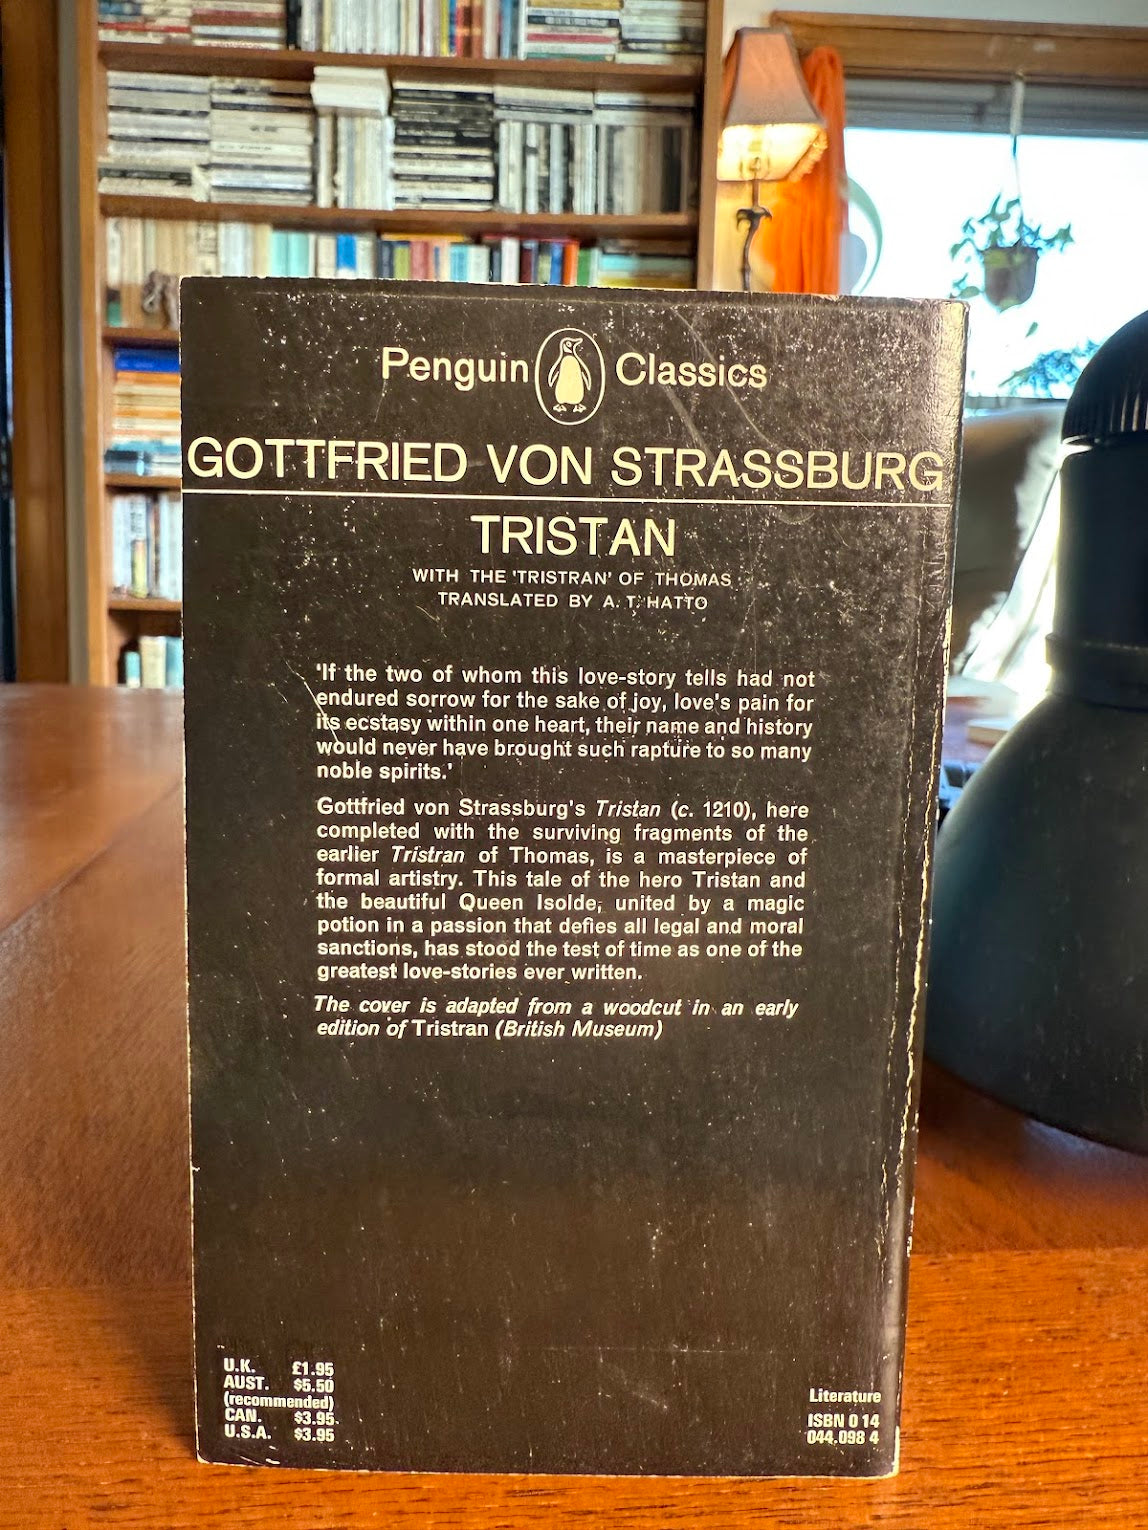 Penguin Classics
GOTTFRIED VON STRASSBURG
TRISTAN
WITH THE 'TRISTRAN' OF THOMAS
TRANSLATED BY A. T. HATTO
'If the two of whom this love-story tells had not
endured sorrow for the sake of joy, love's pain for
its ecstasy within one heart, their name and history
would never have brought such rapture to so many
noble spirits.'
Gottfried von Strassburg's Tristan (c. 1210), here
completed with the surviving fragments of the
earlier Tristran of Thomas, is a masterpiece of
formal artistry. This tale of the hero Tristan and
the beautiful Queen Isolde, united by a magic
potion in a passion that defies all legal and moral
sanctions, has stood the test of time as one of the
greatest love-stories ever written.
The cover is adapted from a woodcut in an early
edition of Tristran (British Museum)
U.K. £1.95
AUST. $5.50
(recommended)
CAN. $3.95
U.S.A. $3.95
Literature
ISBN 0 14
044.098 4